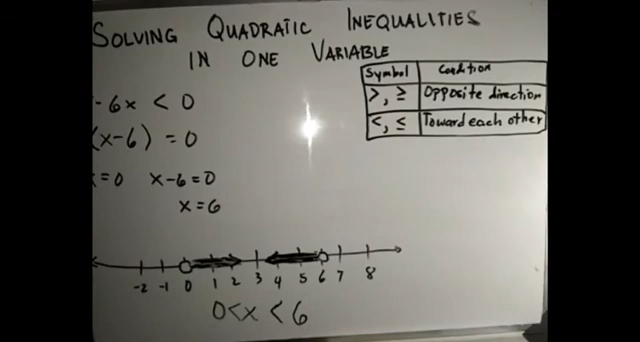 SOLVING QUADRATIC INEQUALITIES
IN ONE VARIABLE
Symbol Condition
>, ≥ Opposite direction
<, ≤ Toward each other
- 6x < 0
(x-6) = 0
=0 x-6=0
x=6
-2 -1 0 1 2 3 4 5 6 7 8
0<x<6